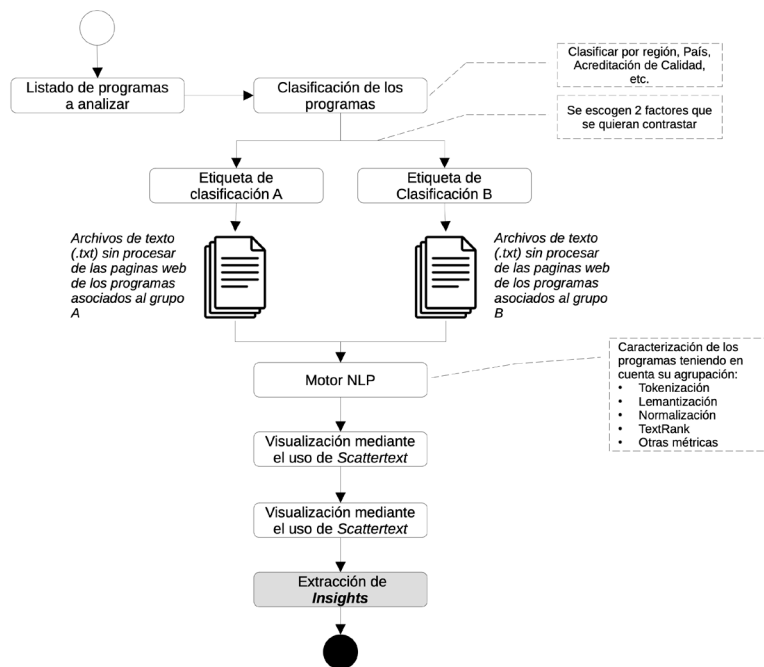 Listado de programas
a analizar
Clasificación de los
programas
Clasificar por región, País,
Acreditación de Calidad,
etc.
Se escogen 2 factores que
se quieran contrastar
Etiqueta de
clasificación A
Etiqueta de
Clasificación B
Archivos de texto
(.txt) sin procesar
de las paginas web
de los programas
asociados al grupo
A
Archivos de texto
(.txt) sin procesar
de las paginas web
de los programas
asociados al grupo
B
Motor NLP
Caracterización de los
programas teniendo en
cuenta su agrupación:
• Tokenización
• Lemantización
• Normalización
• TextRank
• Otras métricas
Visualización mediante
el uso de Scattertext
Visualización mediante
el uso de Scattertext
Extracción de
Insights